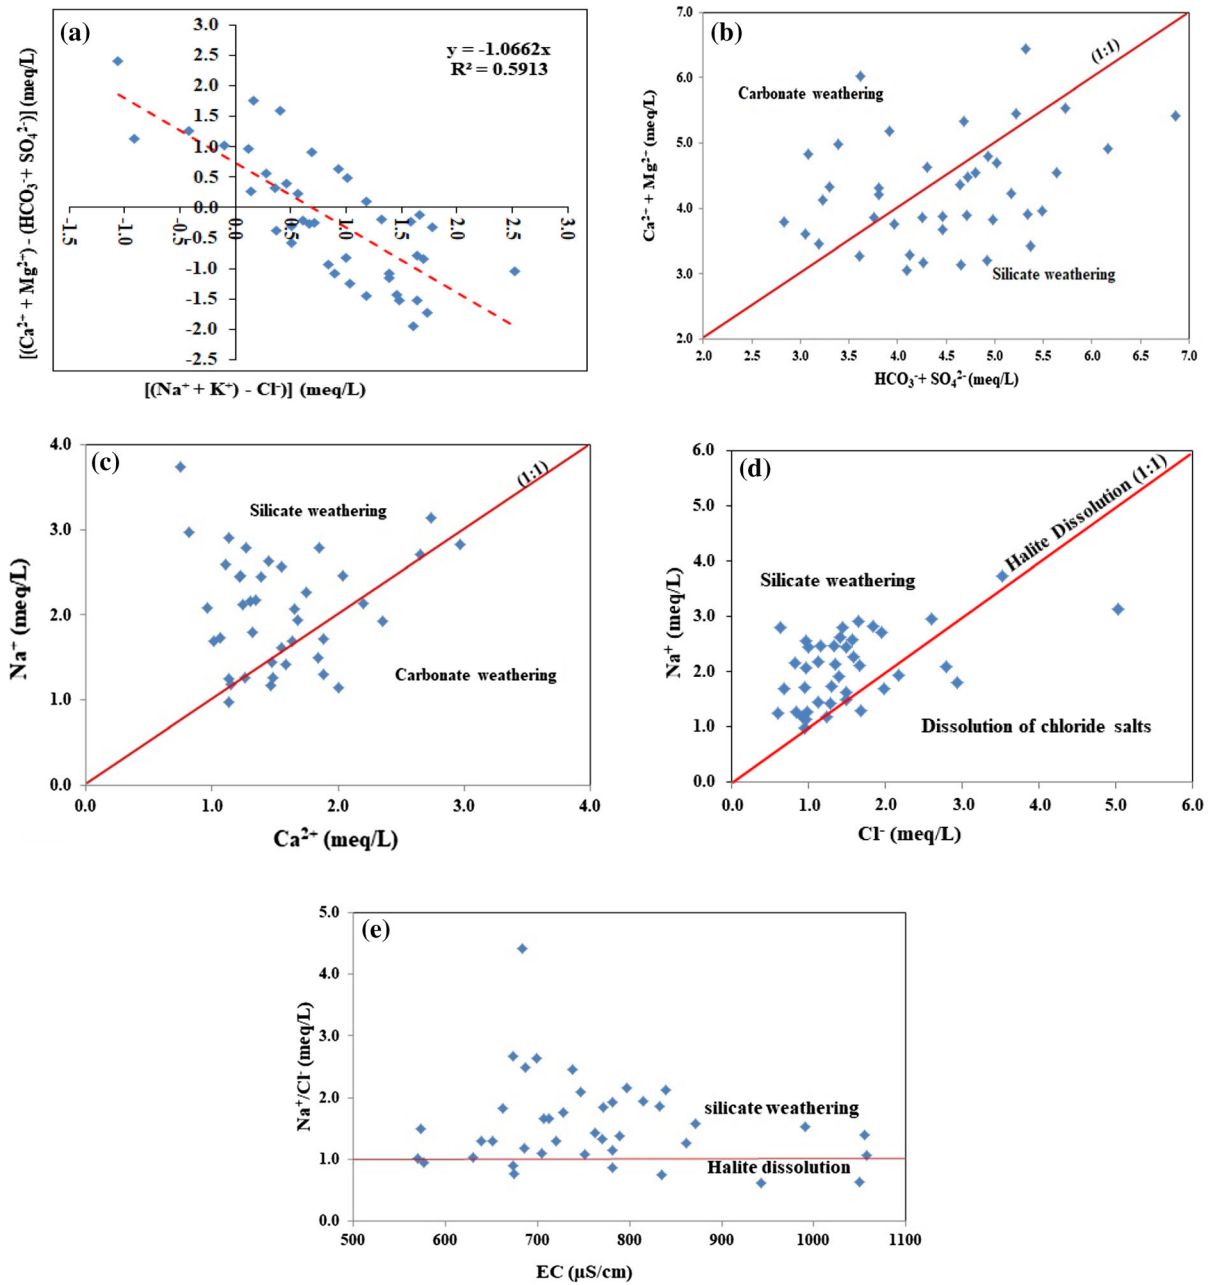 (a)
y = -1.0662x
R² = 0.5913
[(Ca²⁺ + Mg²⁺) - (HCO₃⁻+ SO₄²⁻)] (meq/L)
3.0
2.5
2.0
1.5
1.0
0.5
0.0
-0.5
-1.0
-1.5
-2.0
-2.5
-1.5
-1.0
-0.5
0.0
0.5
1.0
1.5
2.0
2.5
3.0
[(Na⁺ + K⁺) - Cl⁻)] (meq/L)
(b)
(1:1)
Carbonate weathering
Silicate weathering
Ca²⁺ + Mg²⁺ (meq/L)
7.0
6.0
5.0
4.0
3.0
2.0
2.0 2.5 3.0 3.5 4.0 4.5 5.0 5.5 6.0 6.5 7.0
HCO₃⁻+ SO₄²⁻ (meq/L)
(c)
(1:1)
Silicate weathering
Carbonate weathering
Na⁺ (meq/L)
4.0
3.0
2.0
1.0
0.0
0.0 1.0 2.0 3.0 4.0
Ca²⁺ (meq/L)
(d)
Halite Dissolution (1:1)
Silicate weathering
Dissolution of chloride salts
Na⁺ (meq/L)
6.0
5.0
4.0
3.0
2.0
1.0
0.0
0.0 1.0 2.0 3.0 4.0 5.0 6.0
Cl⁻ (meq/L)
(e)
silicate weathering
Halite dissolution
Na⁺/Cl⁻ (meq/L)
5.0
4.0
3.0
2.0
1.0
0.0
500 600 700 800 900 1000 1100
EC (µS/cm)